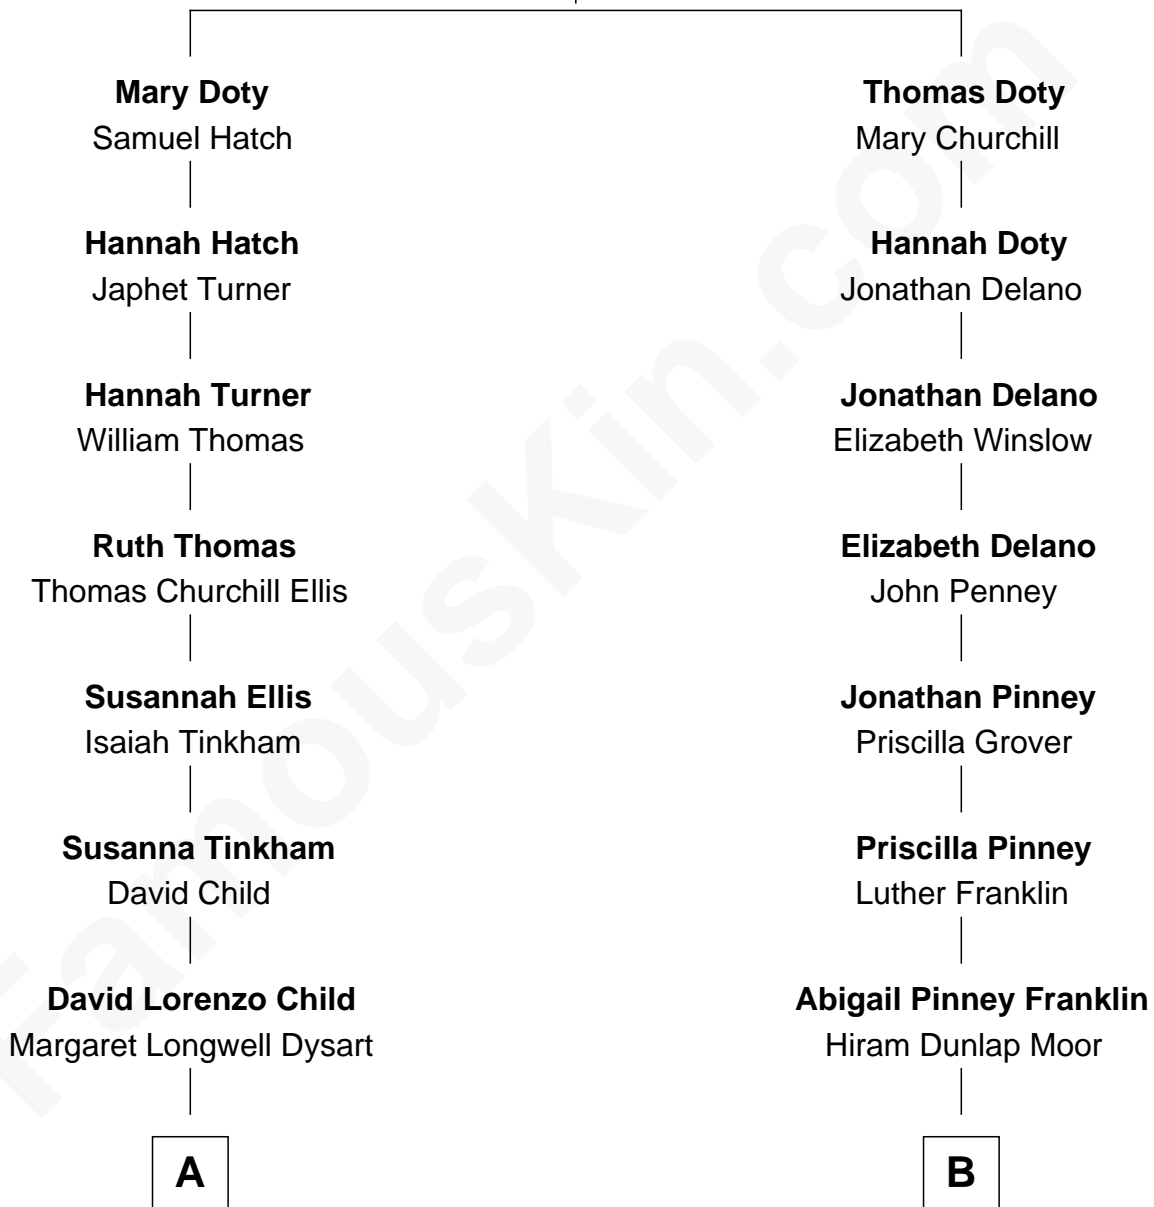 Mary Doty
Samuel Hatch
Thomas Doty
Mary Churchill
Hannah Hatch
Japhet Turner
Hannah Doty
Jonathan Delano
Hannah Turner
William Thomas
Jonathan Delano
Elizabeth Winslow
Ruth Thomas
Thomas Churchill Ellis
Elizabeth Delano
John Penney
Susannah Ellis
Isaiah Tinkham
Jonathan Pinney
Priscilla Grover
Susanna Tinkham
David Child
Priscilla Pinney
Luther Franklin
David Lorenzo Child
Margaret Longwell Dysart
Abigail Pinney Franklin
Hiram Dunlap Moor
A
B
FamousKin.com